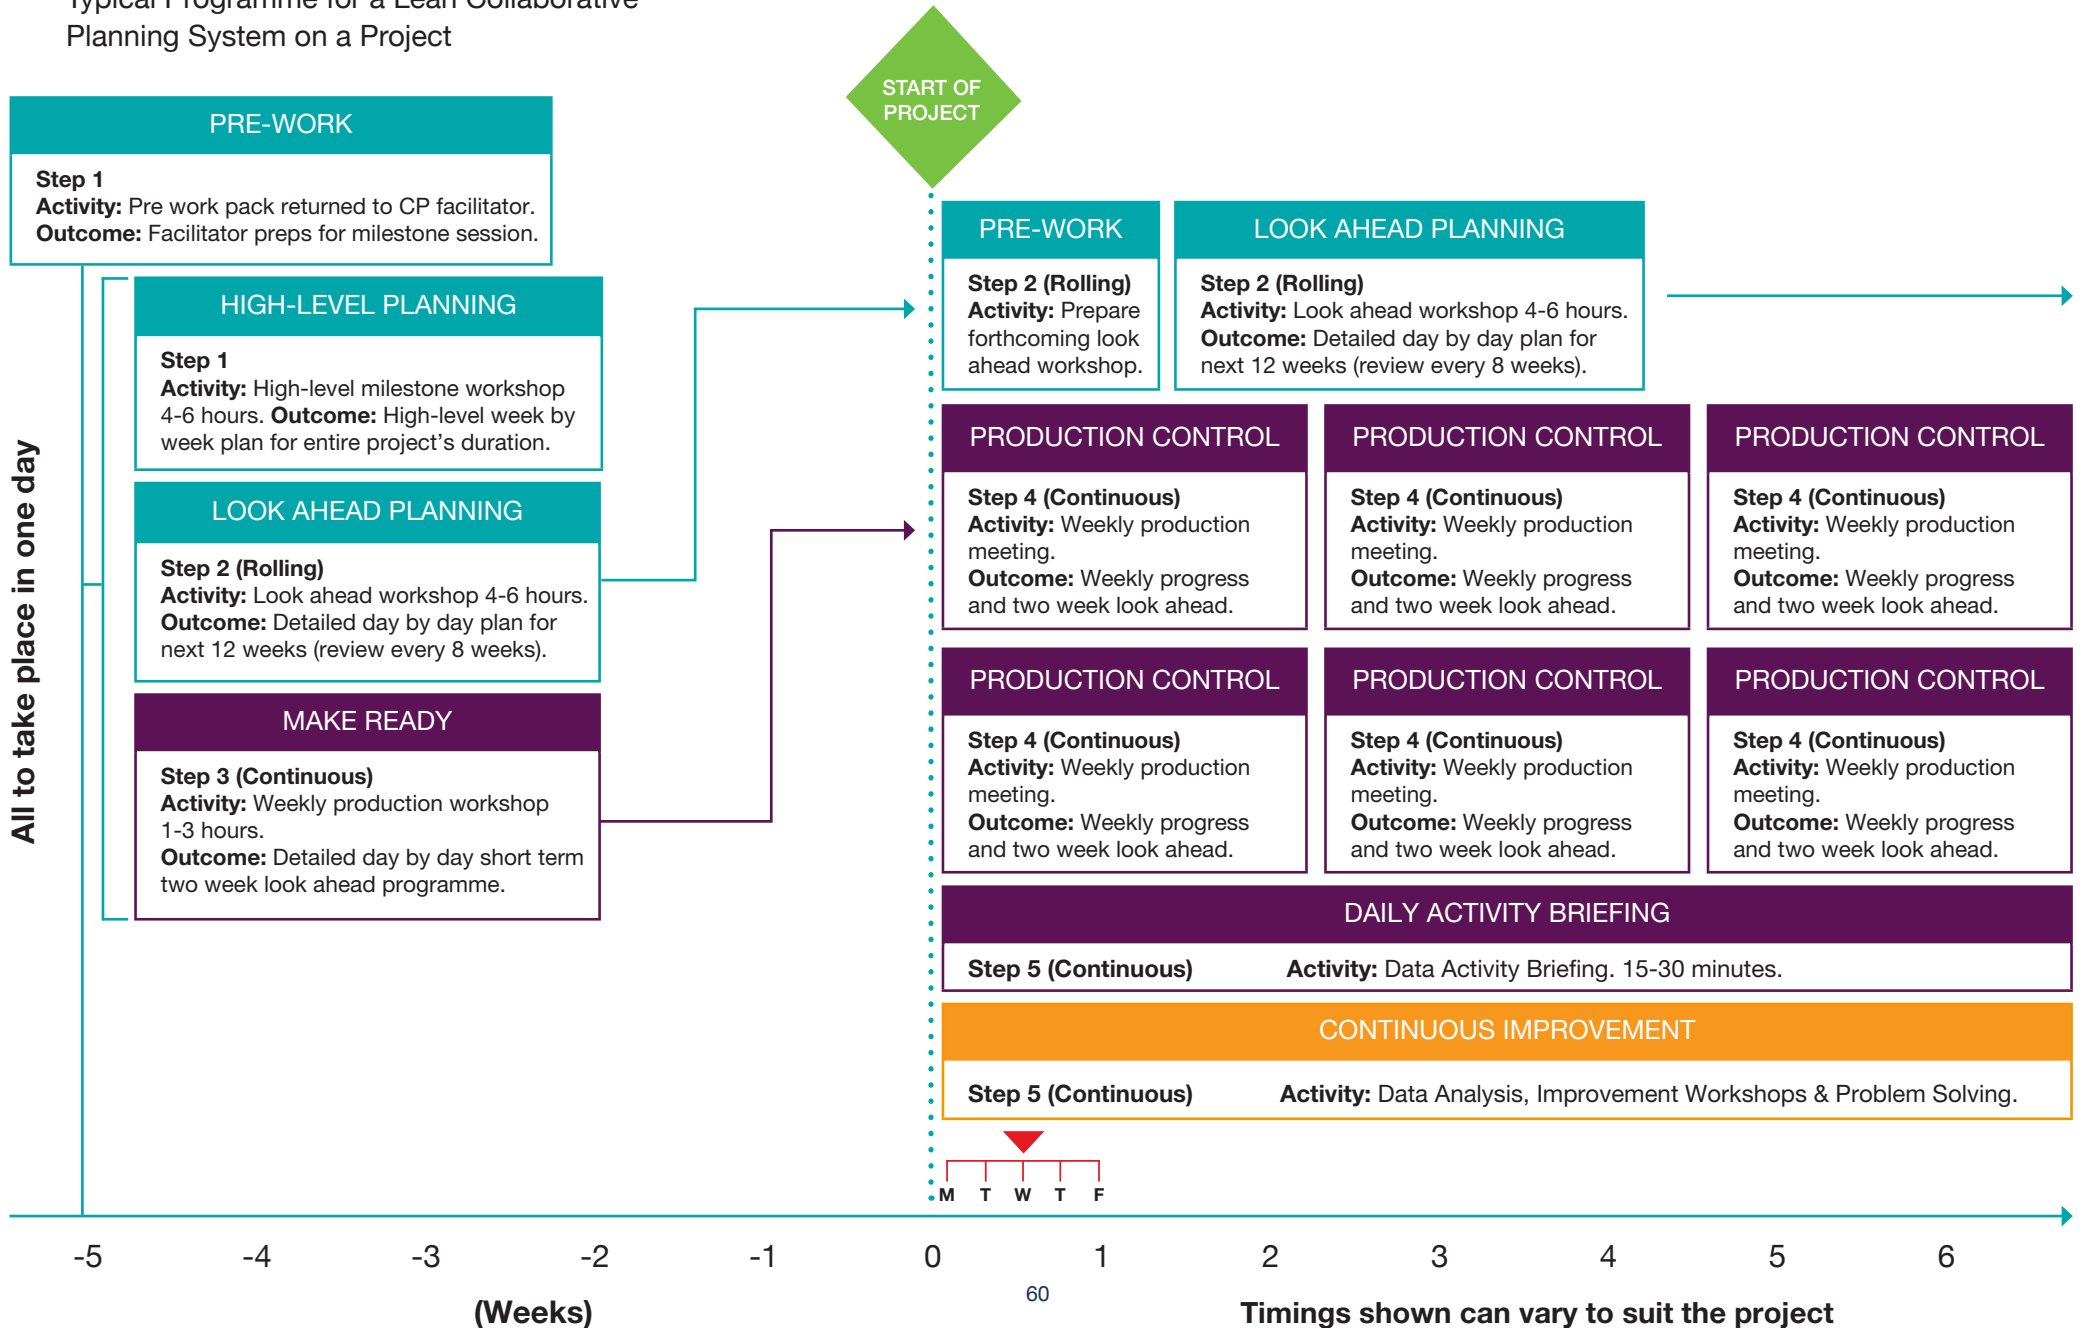 Typical Programme for a Lean Collaborative
Planning System on a Project
START OF
PROJECT
PRE-WORK
Step 1
Activity: Pre work pack returned to CP facilitator.
Outcome: Facilitator preps for milestone session.
HIGH-LEVEL PLANNING
Step 1
Activity: High-level milestone workshop
4-6 hours. Outcome: High-level week by
week plan for entire project's duration.
LOOK AHEAD PLANNING
Step 2 (Rolling)
Activity: Look ahead workshop 4-6 hours.
Outcome: Detailed day by day plan for
next 12 weeks (review every 8 weeks).
MAKE READY
Step 3 (Continuous)
Activity: Weekly production workshop
1-3 hours.
Outcome: Detailed day by day short term
two week look ahead programme.
All to take place in one day
PRE-WORK
Step 2 (Rolling)
Activity: Prepare
forthcoming look
ahead workshop.
LOOK AHEAD PLANNING
Step 2 (Rolling)
Activity: Look ahead workshop 4-6 hours.
Outcome: Detailed day by day plan for
next 12 weeks (review every 8 weeks).
PRODUCTION CONTROL
Step 4 (Continuous)
Activity: Weekly production
meeting.
Outcome: Weekly progress
and two week look ahead.
PRODUCTION CONTROL
Step 4 (Continuous)
Activity: Weekly production
meeting.
Outcome: Weekly progress
and two week look ahead.
PRODUCTION CONTROL
Step 4 (Continuous)
Activity: Weekly production
meeting.
Outcome: Weekly progress
and two week look ahead.
PRODUCTION CONTROL
Step 4 (Continuous)
Activity: Weekly production
meeting.
Outcome: Weekly progress
and two week look ahead.
PRODUCTION CONTROL
Step 4 (Continuous)
Activity: Weekly production
meeting.
Outcome: Weekly progress
and two week look ahead.
PRODUCTION CONTROL
Step 4 (Continuous)
Activity: Weekly production
meeting.
Outcome: Weekly progress
and two week look ahead.
DAILY ACTIVITY BRIEFING
Step 5 (Continuous) Activity: Data Activity Briefing. 15-30 minutes.
CONTINUOUS IMPROVEMENT
Step 5 (Continuous) Activity: Data Analysis, Improvement Workshops & Problem Solving.
M T W T F
-5 -4 -3 -2 -1 0 1 2 3 4 5 6
(Weeks)
60
Timings shown can vary to suit the project